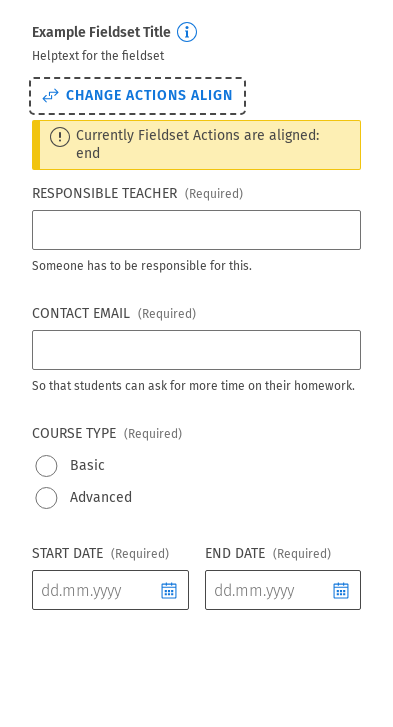 Example Fieldset Title
Helptext for the fieldset
CHANGE ACTIONS ALIGN
Currently Fieldset Actions are aligned:
end
RESPONSIBLE TEACHER (Required)
Someone has to be responsible for this.
CONTACT EMAIL (Required)
So that students can ask for more time on their homework.
COURSE TYPE (Required)
Basic
Advanced
START DATE (Required) END DATE (Required)
dd.mm.yyyy dd.mm.yyyy